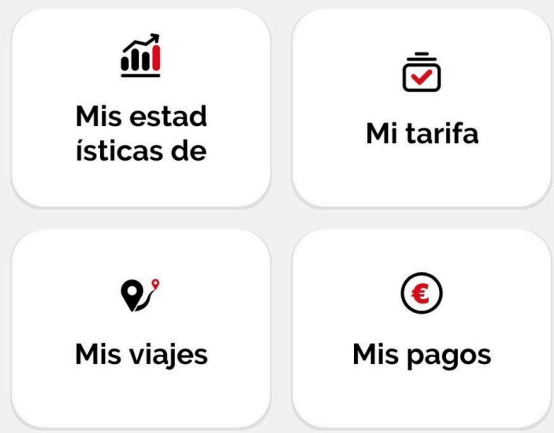 Mis estad
ísticas de
Mi tarifa
Mis viajes
Mis pagos